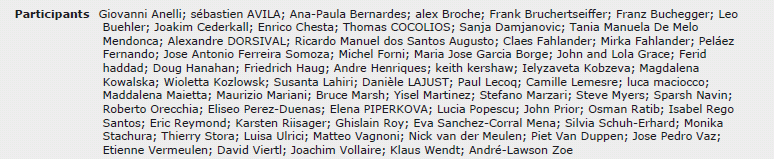 Participants Giovanni Anelli; sébastien AVILA; Ana-Paula Bernardes; alex Broche; Frank Bruchertseiffer; Franz Buchegger; Leo
Buehler; Joakim Cederkall; Enrico Chesta; Thomas COCOLIOS; Sanja Damjanovic; Tania Manuela De Melo
Mendonca; Alexandre DORSIVAL; Ricardo Manuel dos Santos Augusto; Claes Fahlander; Mirka Fahlander; Peláez
Fernando; Jose Antonio Ferreira Somoza; Michel Forni; Maria Jose Garcia Borge; John and Lola Grace; Ferid
haddad; Doug Hanahan; Friedrich Haug; Andre Henriques; keith kershaw; Ielyzaveta Kobzeva; Magdalena
Kowalska; Wioletta Kozlowsk; Susanta Lahiri; Danièle LAJUST; Paul Lecoq; Camille Lemesre; luca maciocco;
Maddalena Maietta; Maurizio Mariani; Bruce Marsh; Yisel Martinez; Stefano Marzari; Steve Myers; Sparsh Navin;
Roberto Orecchia; Eliseo Perez-Duenas; Elena PIPERKOVA; Lucia Popescu; John Prior; Osman Ratib; Isabel Rego
Santos; Eric Reymond; Karsten Riisager; Ghislain Roy; Eva Sanchez-Corral Mena; Silvia Schuh-Erhard; Monika
Stachura; Thierry Stora; Luisa Ulrici; Matteo Vagnoni; Nick van der Meulen; Piet Van Duppen; Jose Pedro Vaz;
Etienne Vermeulen; David Viertl; Joachim Vollaire; Klaus Wendt; André-Lawson Zoe